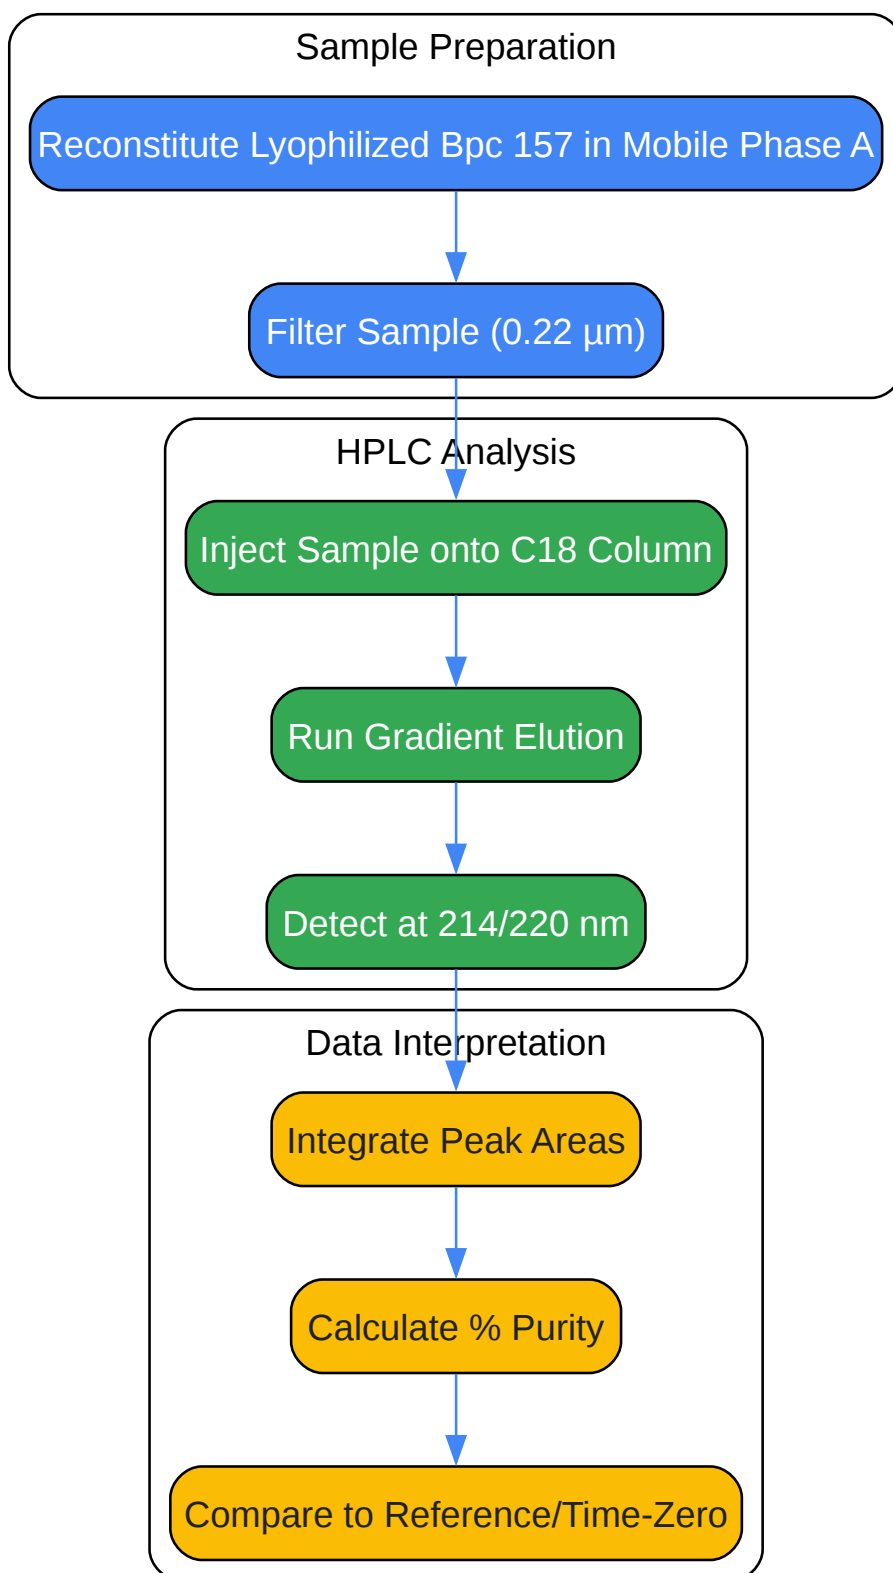 Sample Preparation
Reconstitute Lyophilized Bpc 157 in Mobile Phase A
Filter Sample (0.22 µm)
HPLC Analysis
Inject Sample onto C18 Column
Run Gradient Elution
Detect at 214/220 nm
Data Interpretation
Integrate Peak Areas
Calculate % Purity
Compare to Reference/Time-Zero